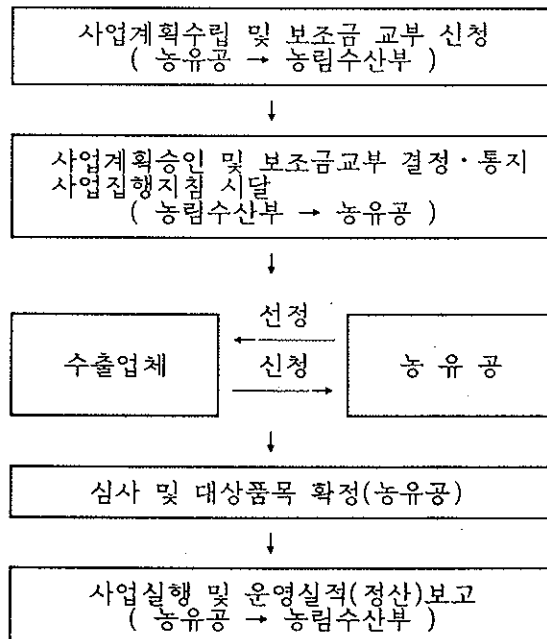 사업계획수립 및 보조금 교부 신청
( 농유공 → 농림수산부 )
↓
사업계획승인 및 보조금교부 결정·통지
사업집행지침 시달
( 농림수산부 → 농유공 )
↓
선정
수출업체 신청 농 유 공
↓
심사 및 대상품목 확정(농유공)
↓
사업실행 및 운영실적(정산)보고
( 농유공 → 농림수산부 )